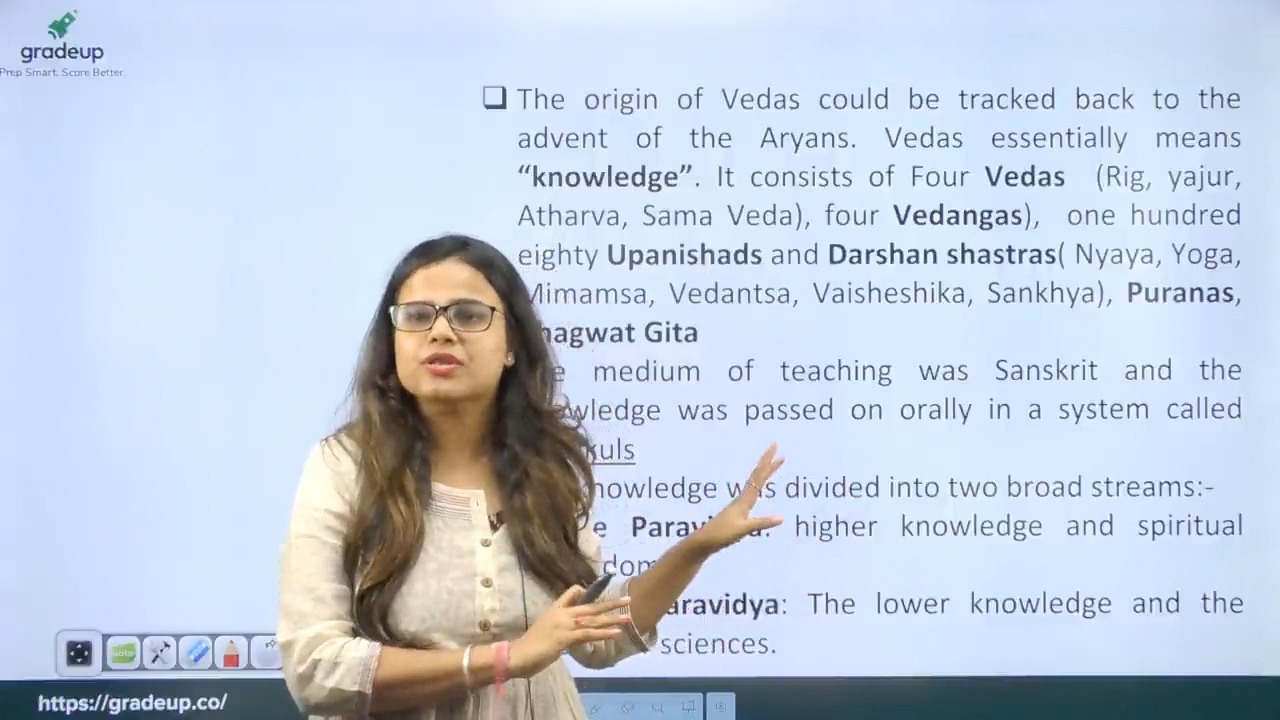 gradeup
Prep Smart. Score Better.
❑ The origin of Vedas could be tracked back to the
advent of the Aryans. Vedas essentially means
“knowledge”. It consists of Four Vedas (Rig, yajur,
Atharva, Sama Veda), four Vedangas), one hundred
eighty Upanishads and Darshan shastras( Nyaya, Yoga,
Mimamsa, Vedantsa, Vaisheshika, Sankhya), Puranas,
hagwat Gita
medium of teaching was Sanskrit and the
wledge was passed on orally in a system called
kuls
nowledge was divided into two broad streams:-
Paravidya: higher knowledge and spiritual
dom
aravidya: The lower knowledge and the
sciences.
https://gradeup.co/